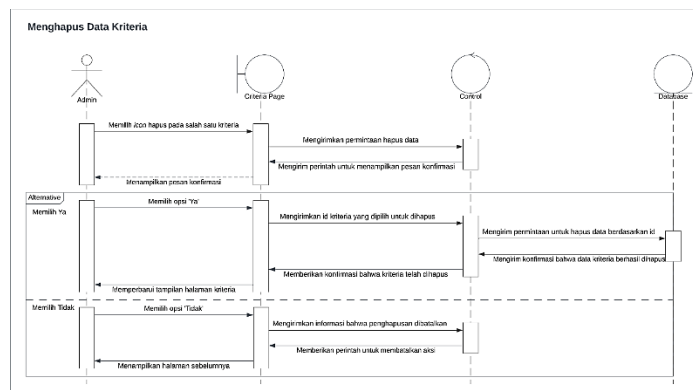 Menghapus Data Kriteria
Admin
Criteria Page
Control
Database
Memilih icon hapus pada salah satu kriteria
Mengirimkan permintaan hapus data
Mengirim perintah untuk menampilkan pesan konfirmasi
Menampilkan pesan konfirmasi
Alternative
Memilih Ya
Memilih opsi 'Ya'
Mengirimkan id kriteria yang dipilih untuk dihapus
Mengirim permintaan untuk hapus data berdasarkan id
Mengirim konfirmasi bahwa data kriteria berhasil dihapus
Memberikan konfirmasi bahwa kriteria telah dihapus
Memperbarui tampilan halaman kriteria
Memilih Tidak
Memilih opsi 'Tidak'
Mengirimkan informasi bahwa penghapusan dibatalkan
Memberikan perintah untuk membatalkan aksi
Menampilkan halaman sebelumnya